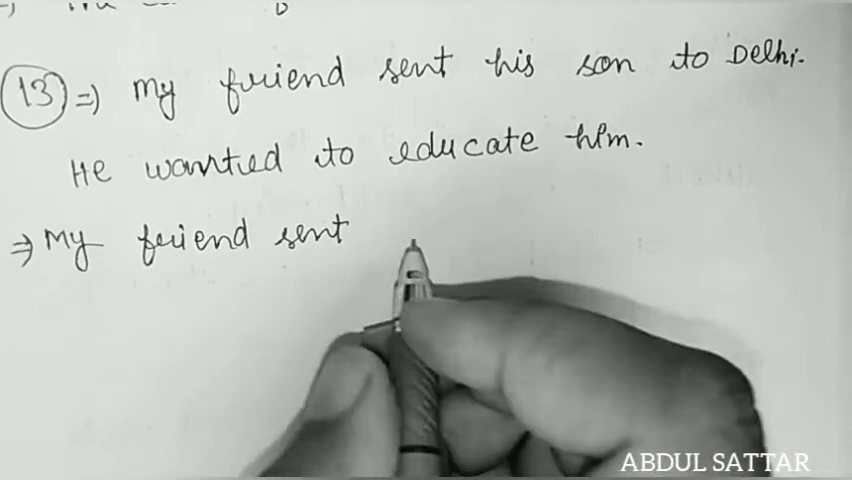 13 => My friend sent his son to Delhi.
He wanted to educate him.
=> My friend sent
ABDUL SATTAR